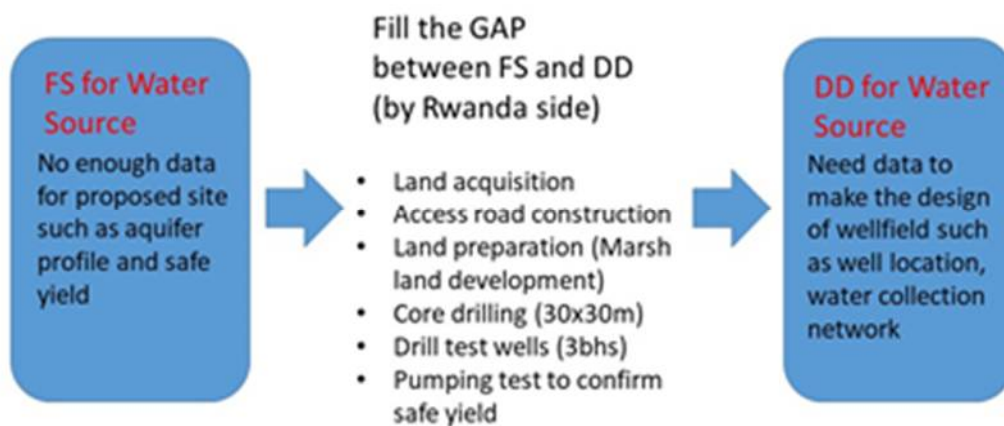 FS for Water
Source
No enough data
for proposed site
such as aquifer
profile and safe
yield
Fill the GAP
between FS and DD
(by Rwanda side)
• Land acquisition
• Access road construction
• Land preparation (Marsh
land development)
• Core drilling (30x30m)
• Drill test wells (3bhs)
• Pumping test to confirm
safe yield
DD for Water
Source
Need data to
make the design
of wellfield such
as well location,
water collection
network